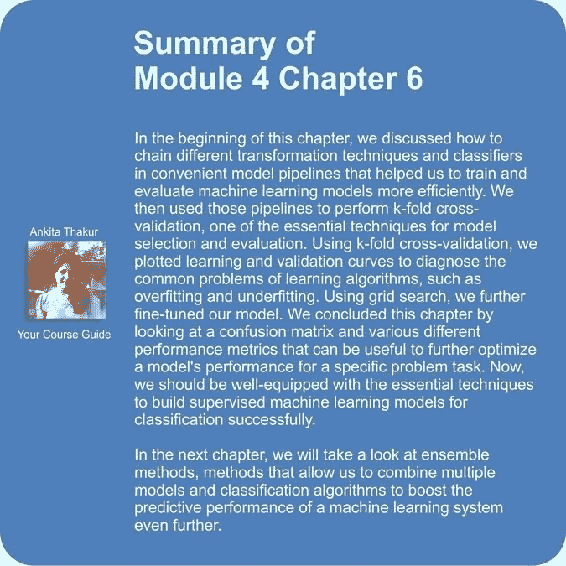 Summary of
Module 4 Chapter 6
In the beginning of this chapter, we discussed how to
chain different transformation techniques and classifiers
in convenient model pipelines that helped us to train and
evaluate machine learning models more efficiently. We
then used those pipelines to perform k-fold cross-
validation, one of the essential techniques for model
selection and evaluation. Using k-fold cross-validation, we
plotted learning and validation curves to diagnose the
common problems of learning algorithms, such as
overfitting and underfitting. Using grid search, we further
fine-tuned our model. We concluded this chapter by
looking at a confusion matrix and various different
performance metrics that can be useful to further optimize
a model's performance for a specific problem task. Now,
we should be well-equipped with the essential techniques
to build supervised machine learning models for
classification successfully.
In the next chapter, we will take a look at ensemble
methods, methods that allow us to combine multiple
models and classification algorithms to boost the
predictive performance of a machine learning system
even further.
Ankita Thakur
Your Course Guide